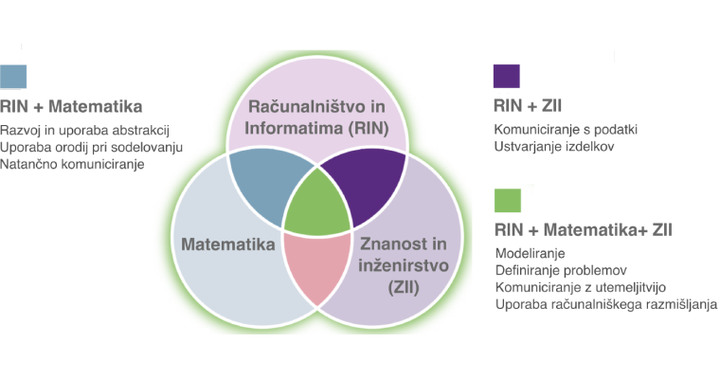 RIN + Matematika
Razvoj in uporaba abstrakcij
Uporaba orodij pri sodelovanju
Natančno komuniciranje
Računalništvo in
Informatima (RIN)
Matematika
Znanost in
inženirstvo
(ZII)
RIN + ZII
Komuniciranje s podatki
Ustvarjanje izdelkov
RIN + Matematika+ ZII
Modeliranje
Definiranje problemov
Komuniciranje z utemeljitvijo
Uporaba računalniškega razmišljanja